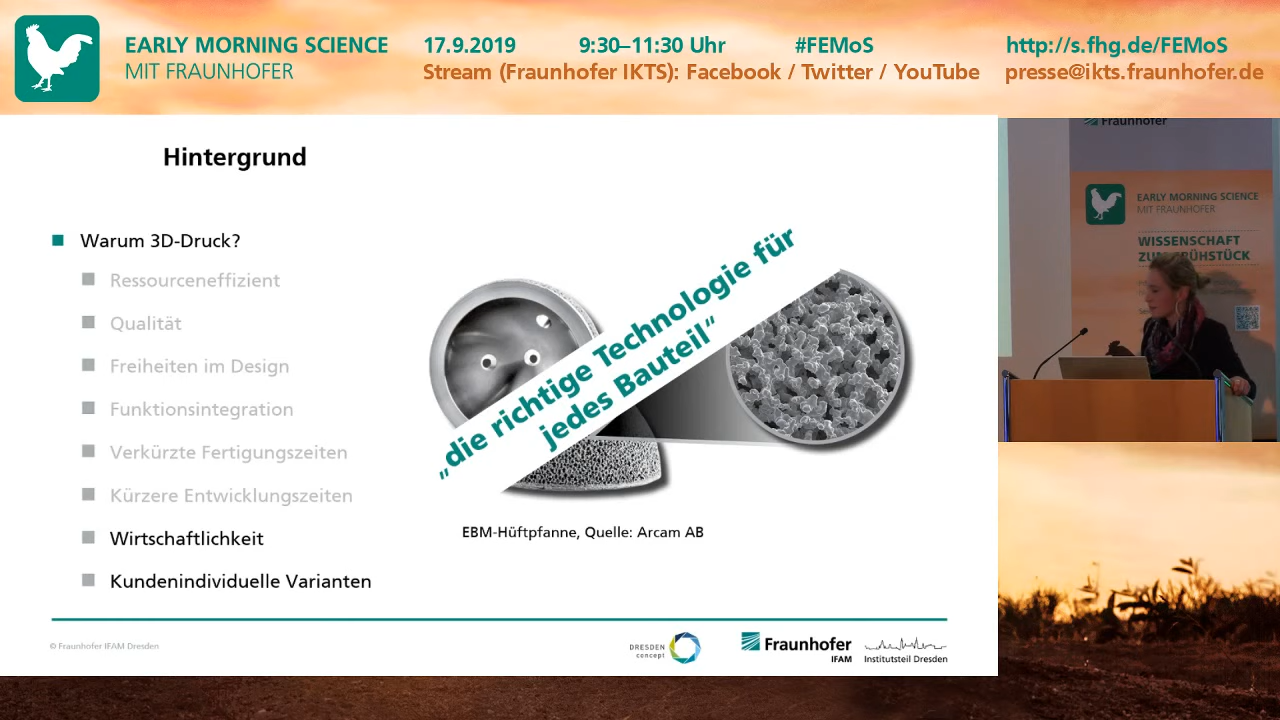 EARLY MORNING SCIENCE
MIT FRAUNHOFER
17.9.2019 9:30–11:30 Uhr #FEMoS http://s.fhg.de/FEMoS
Stream (Fraunhofer IKTS): Facebook / Twitter / YouTube presse@ikts.fraunhofer.de
Hintergrund
Warum 3D-Druck?
Ressourceneffizient
Qualität
Freiheiten im Design
Funktionsintegration
Verkürzte Fertigungszeiten
Kürzere Entwicklungszeiten
Wirtschaftlichkeit
Kundenindividuelle Varianten
„die richtige Technologie für
jedes Bauteil“
EBM-Hüftpfanne, Quelle: Arcam AB
© Fraunhofer IFAM Dresden
DRESDEN
concept
Fraunhofer
IFAM
Institutsteil Dresden
Fraunhofer
EARLY MORNING SCIENCE
MIT FRAUNHOFER
WISSENSCHAFT
ZUM FRÜHSTÜCK